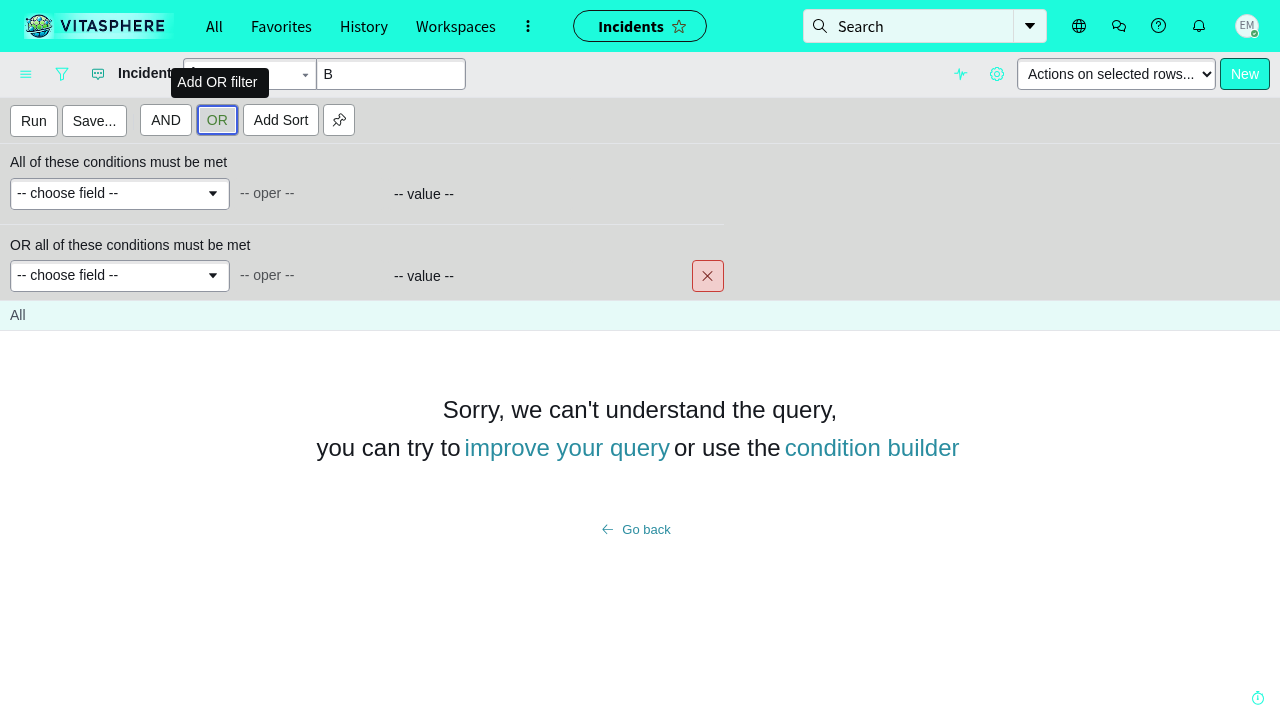 VITASPHERE
All
Favorites
History
Workspaces
Incidents
Search
EM
Incident
B
Actions on selected rows...
New
Add OR filter
Run
Save...
AND
OR
Add Sort
All of these conditions must be met
-- choose field --
-- oper --
-- value --
OR all of these conditions must be met
-- choose field --
-- oper --
-- value --
All
Sorry, we can't understand the query,
you can try to improve your query or use the condition builder
Go back